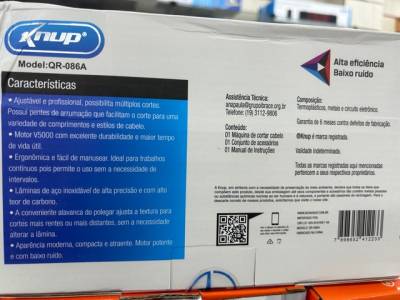 Knup®
Model:QR-086A
Características
• Ajustável e profissional, possibilita múltiplos cortes.
Possui pentes de arrumação que facilitam o corte para uma
variedade de comprimentos e estilos de cabelo.
• Motor V5000 com excelente durabilidade e maior tempo
de vida útil.
• Ergonômica e fácil de manusear. Ideal para trabalhos
contínuos pois permite o uso sem a necessidade de
intervalos.
• Lâminas de aço inoxidável de alta precisão e com alto
teor de carbono.
• A conveniente alavanca do polegar ajusta a textura para
cortes mais rentes ou mais distantes, sem a necessidade de
alterar a lâmina.
• Aparência moderna, compacta e atraente. Motor potente
e com baixo ruído.
Alta eficiência
Baixo ruído
Assistência Técnica:
anapaula@grupolbrace.org.br
Telefone: (19) 3112-9806
Conteúdo:
01 Máquina de cortar cabelo
01 Conjunto de acessórios
01 Manual de Instruções
Composição:
Termoplásticos, metais e circuito eletrônico.
Garantia de 6 meses contra defeitos de fabricação.
®Knup é marca registrada.
Validade indeterminada.
Todas as marcas registradas aqui mencionadas
pertencem a seus respectivos proprietários.